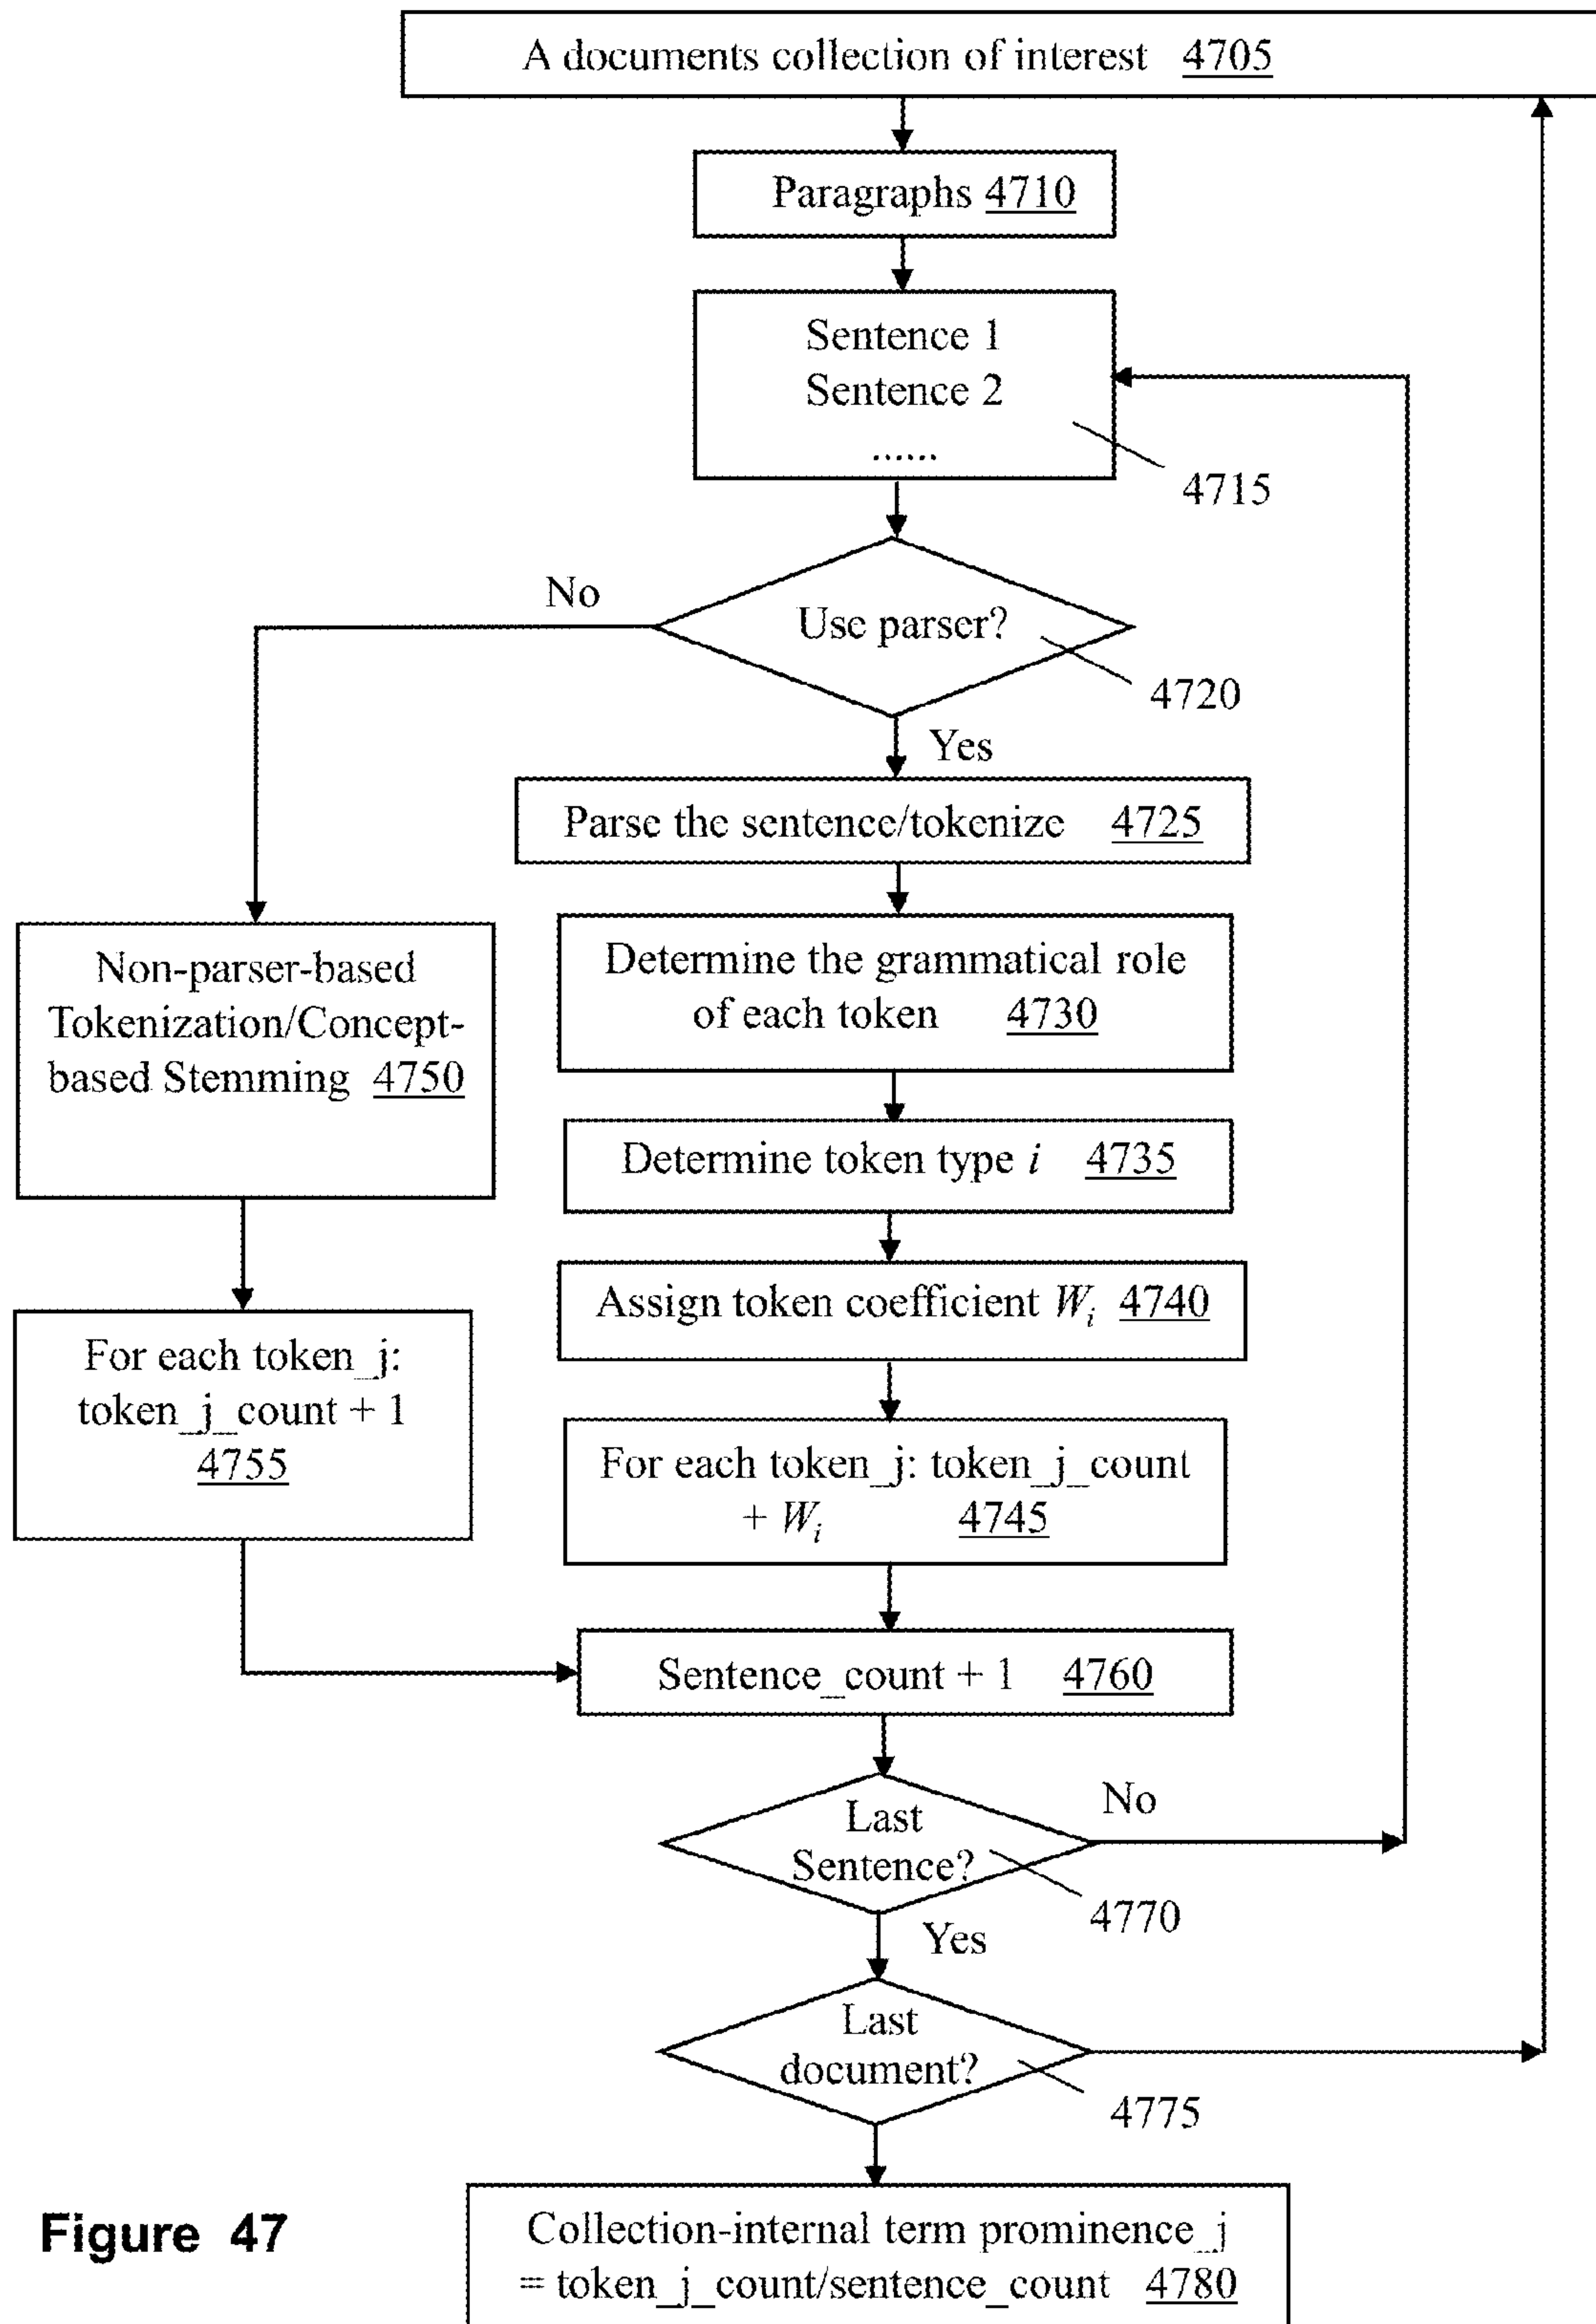 A documents collection of interest 4705
Paragraphs 4710
Sentence 1
Sentence 2
......
4715
No
Use parser?
4720
Yes
Parse the sentence/tokenize 4725
Non-parser-based
Tokenization/Concept-
based Stemming 4750
Determine the grammatical role
of each token 4730
Determine token type i 4735
Assign token coefficient Wi 4740
For each token_j:
token_j_count + 1
4755
For each token_j: token_j_count
+ Wi 4745
Sentence_count + 1 4760
Last
Sentence?
No
4770
Yes
Last
document?
4775
Collection-internal term prominence_j
= token_j_count/sentence_count 4780
Figure 47